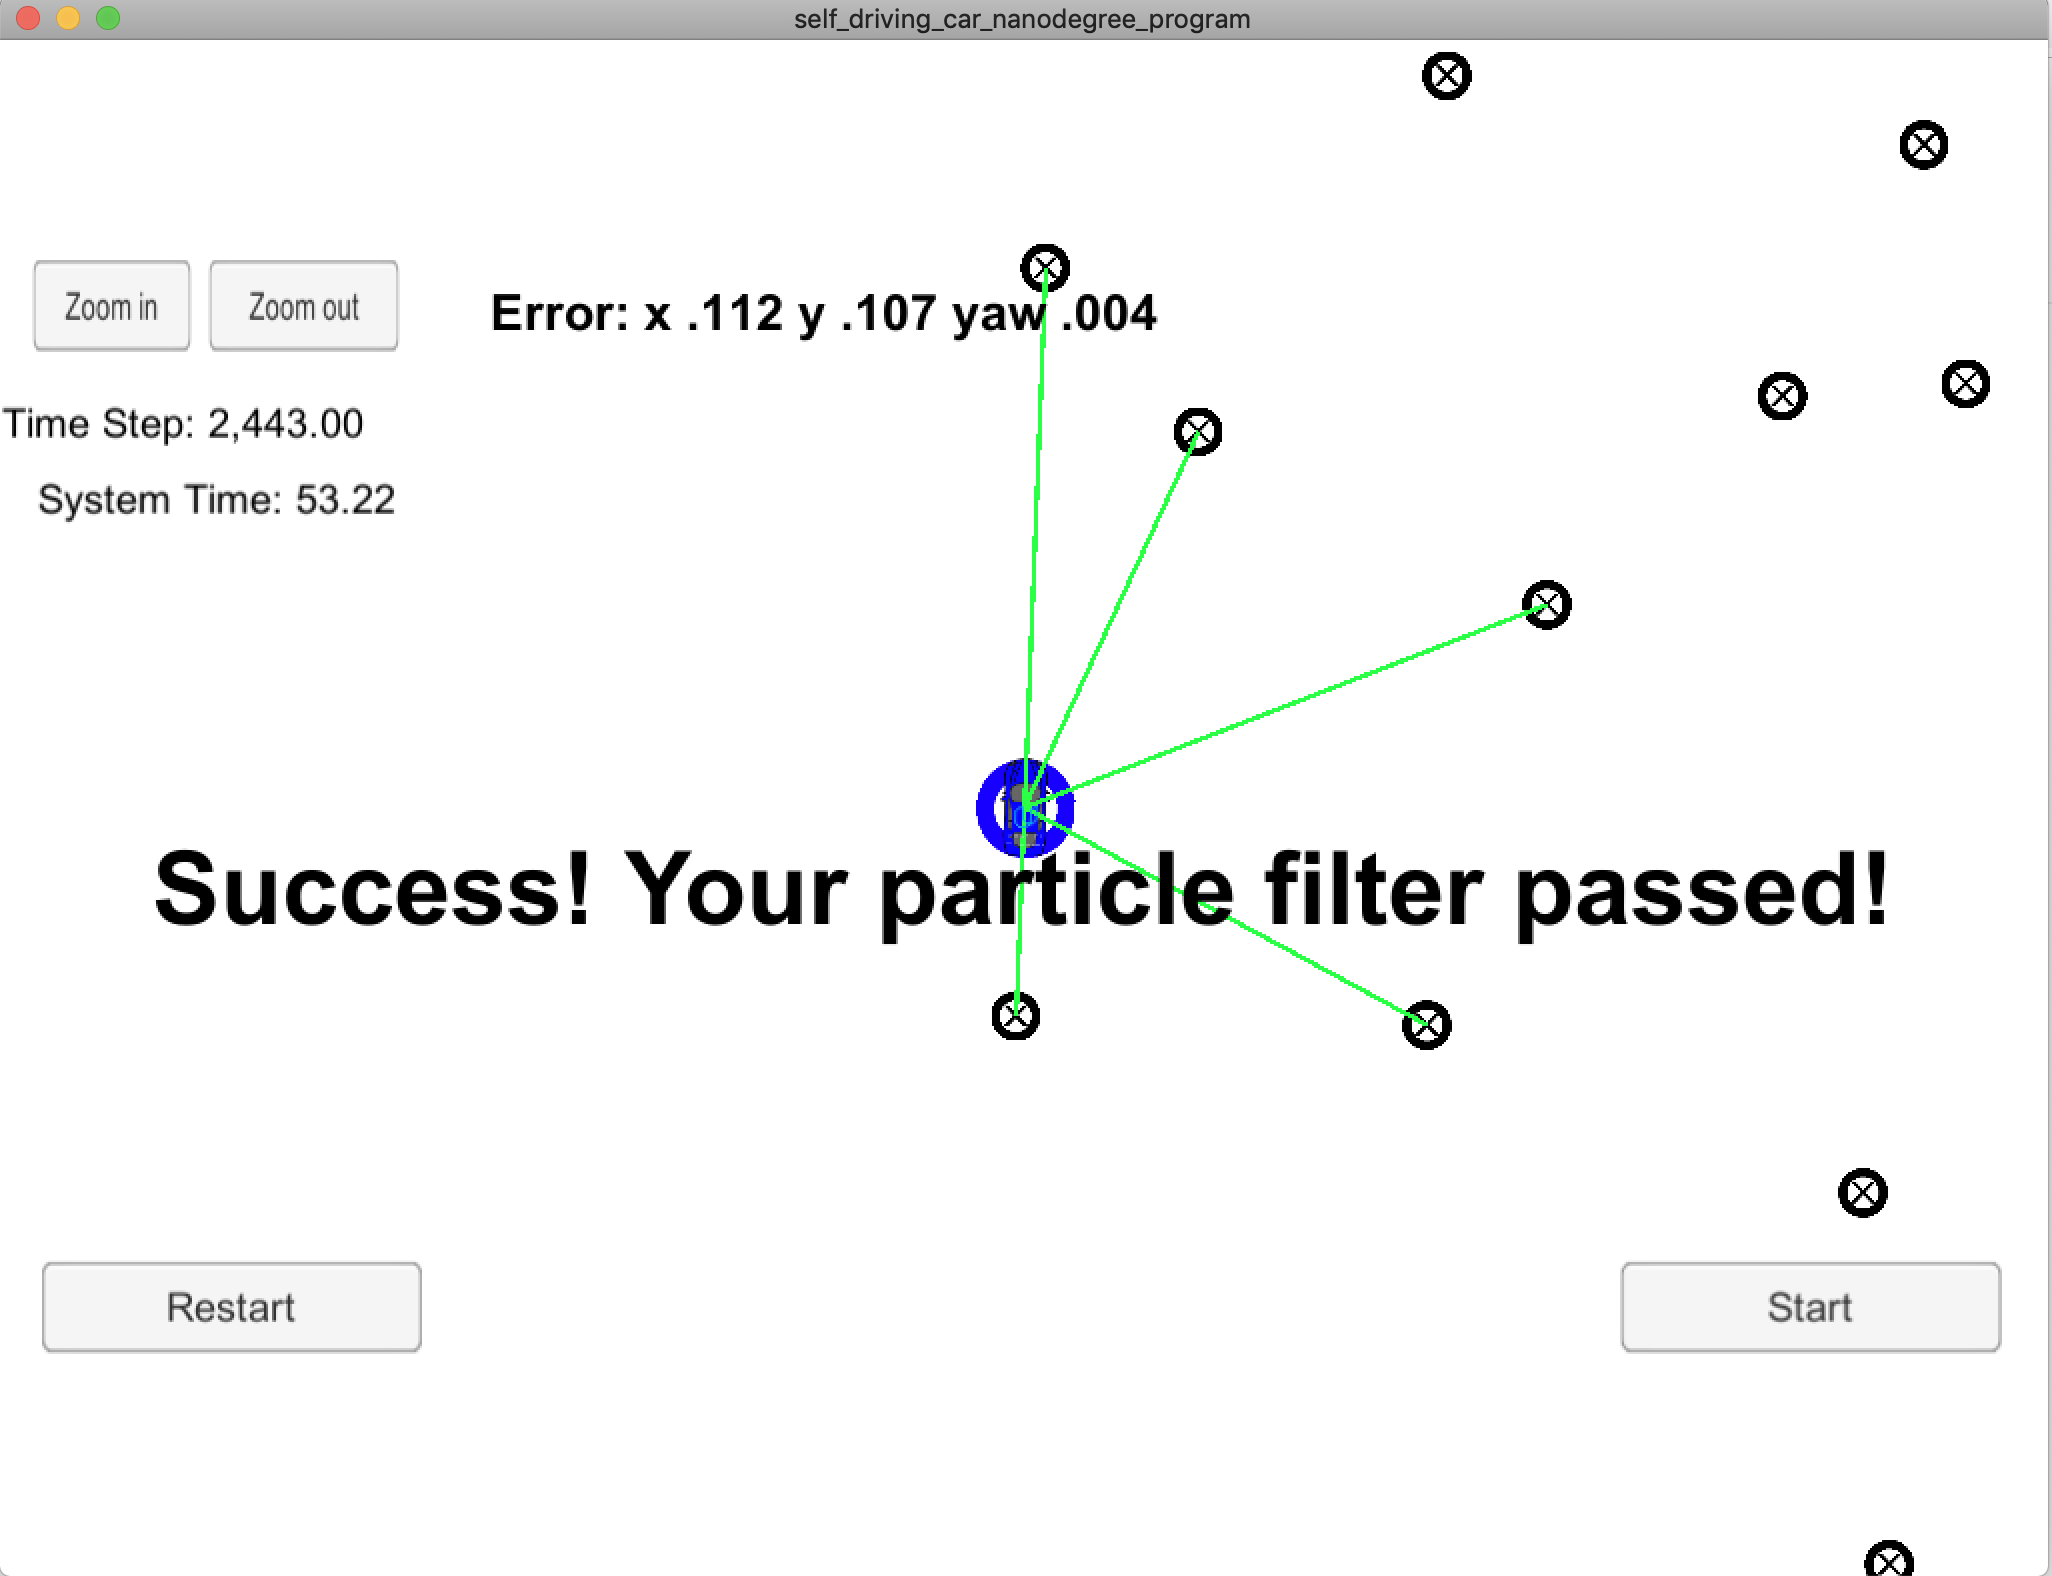 self_driving_car_nanodegree_program
Zoom in
Zoom out
Error: x .112 y .107 yaw .004
Time Step: 2,443.00
System Time: 53.22
Success! Your particle filter passed!
Restart
Start